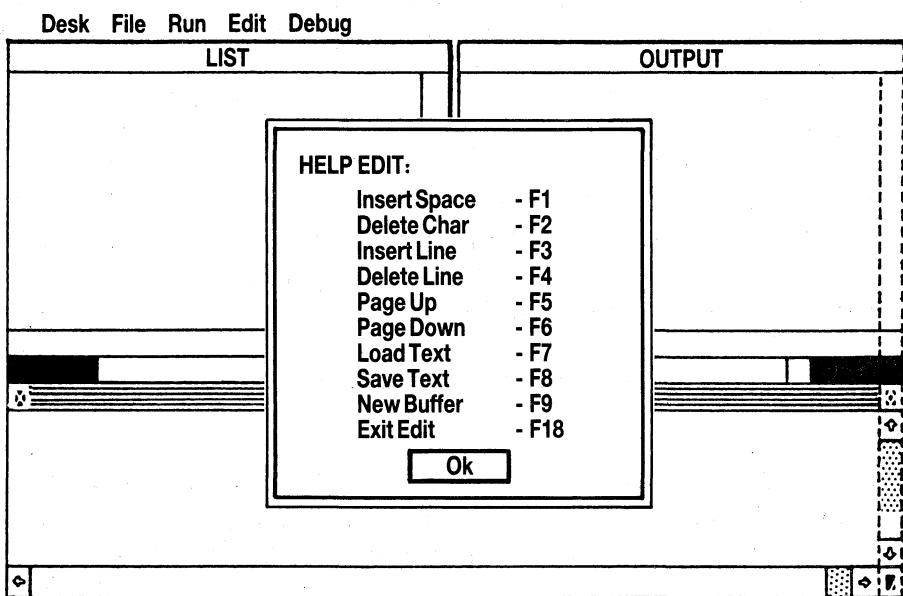 Desk File Run Edit Debug
LIST
OUTPUT
HELP EDIT:
Insert Space - F1
Delete Char - F2
Insert Line - F3
Delete Line - F4
Page Up - F5
Page Down - F6
Load Text - F7
Save Text - F8
New Buffer - F9
Exit Edit - F18
Ok